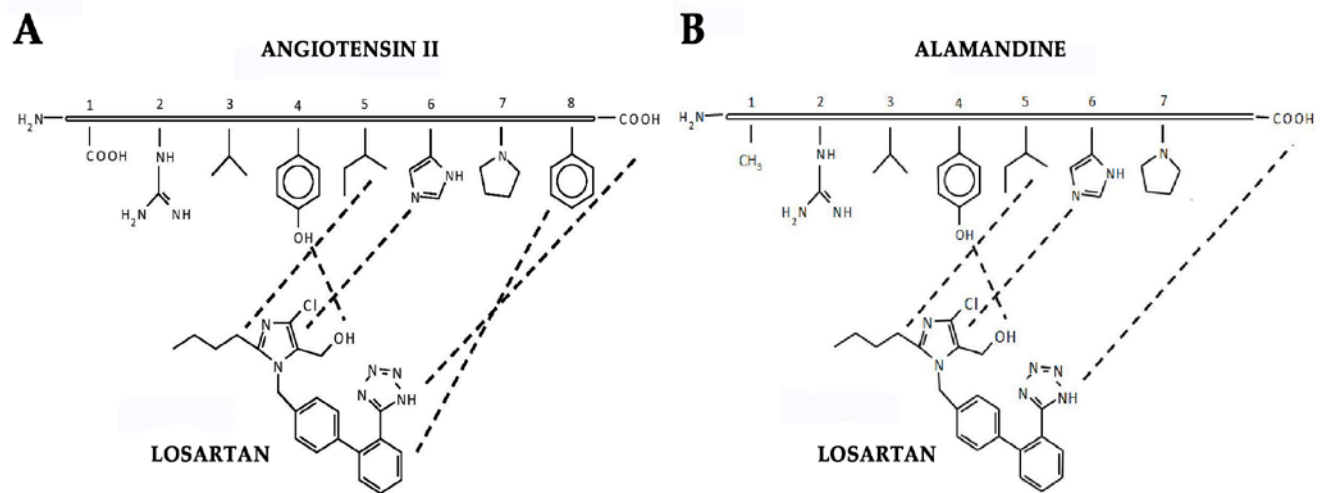 A
ANGIOTENSIN II
H₂N
1 2 3 4 5 6 7 8
COOH
COOH
NH
H₂N
NH
OH
N
NH
N
Cl
N
N
OH
N
N
N
N
NH
LOSARTAN
B
ALAMANDINE
H₂N
1 2 3 4 5 6 7
COOH
CH₃
NH
H₂N
NH
OH
NH
N
N
Cl
N
N
OH
N
N
N
NH
LOSARTAN